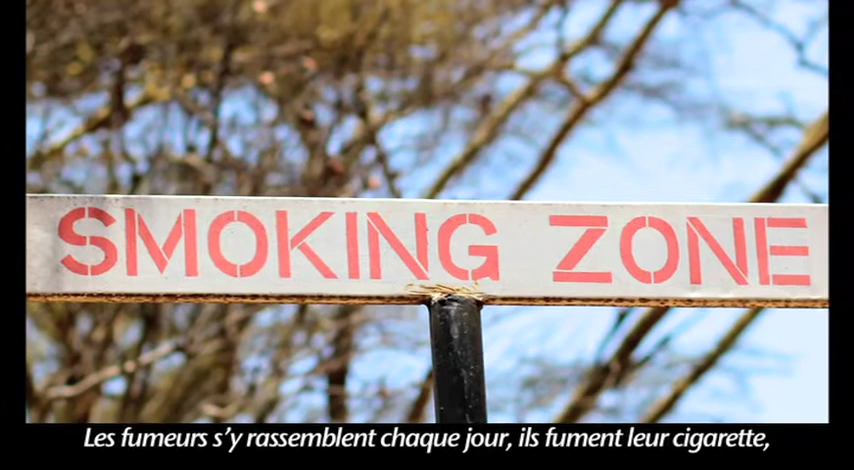 SMOKING ZONE
Les fumeurs s'y rassemblent chaque jour, ils fument leur cigarette,